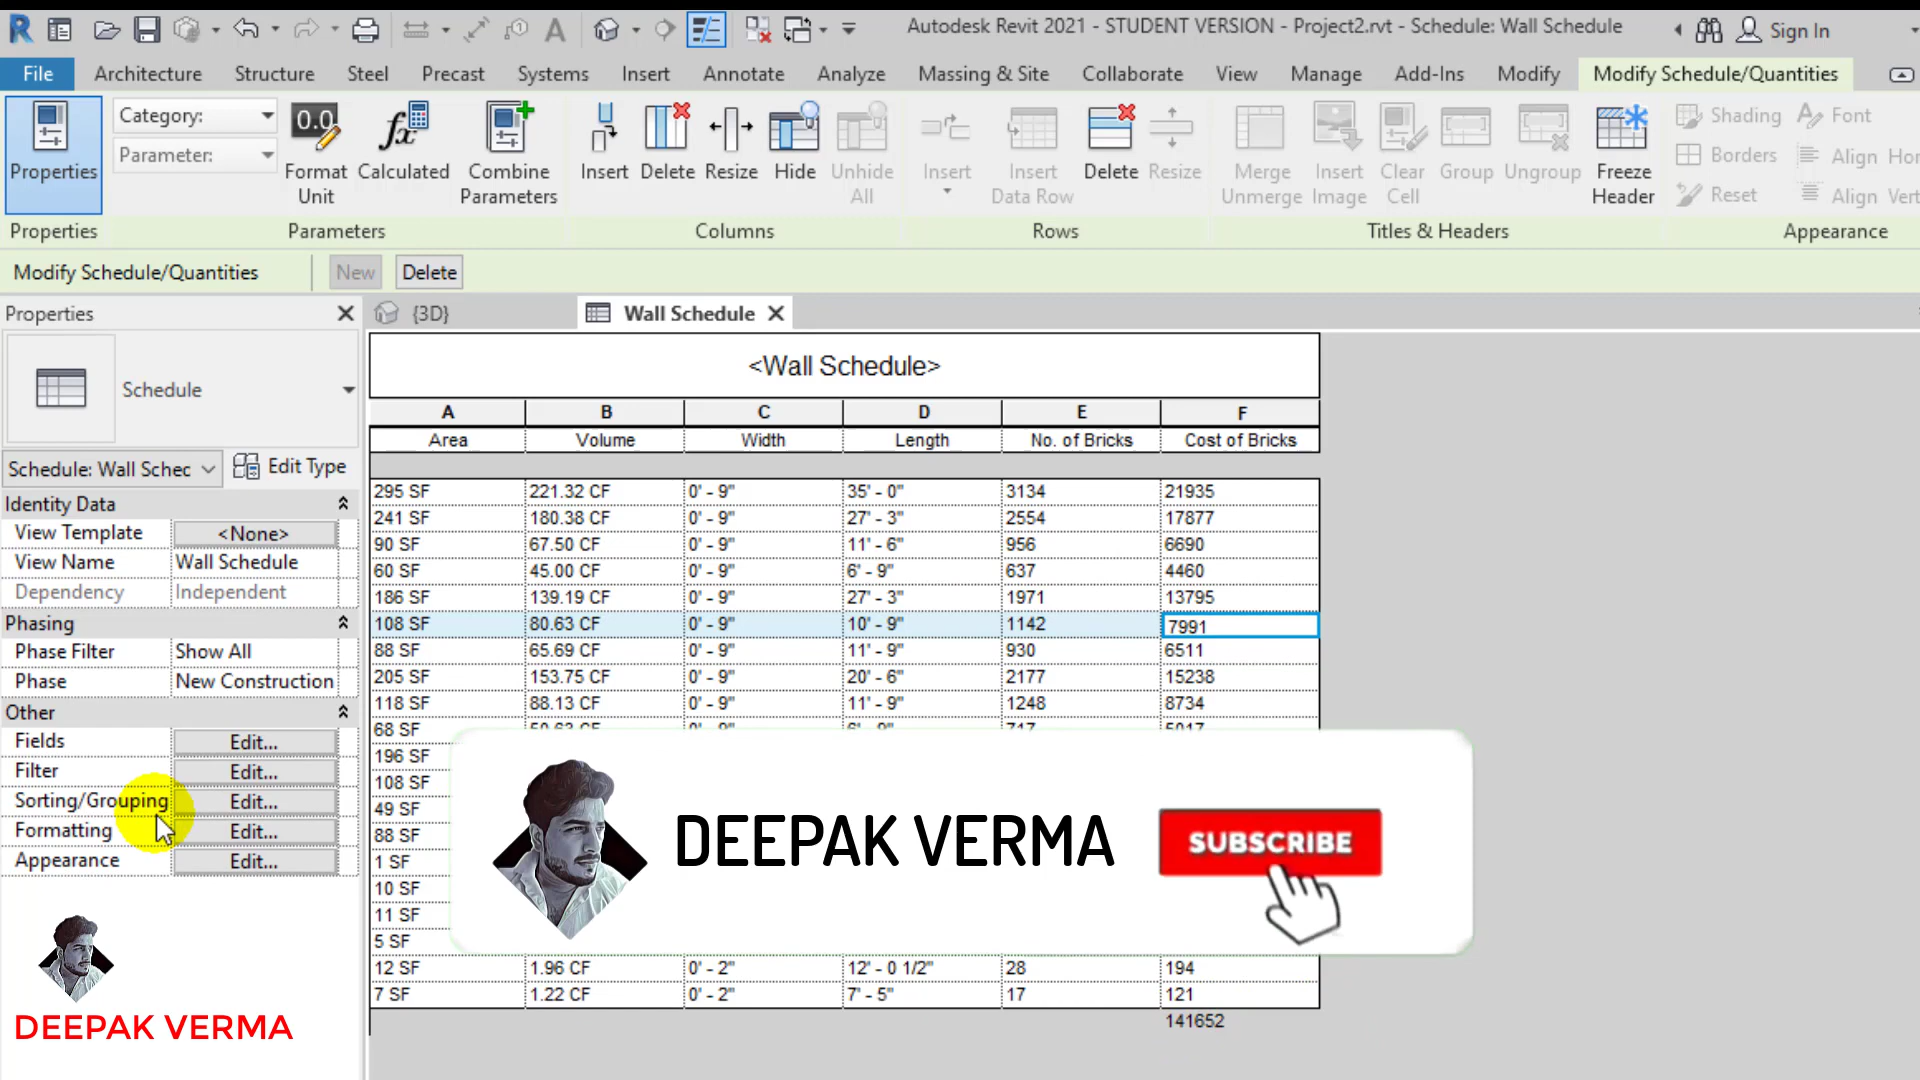 Autodesk Revit 2021 - STUDENT VERSION - Project2.rvt - Schedule: Wall Schedule
Sign In
File Architecture Structure Steel Precast Systems Insert Annotate Analyze Massing & Site Collaborate View Manage Add-Ins Modify Modify Schedule/Quantities
Properties
Category:
Parameter:
Format Unit
Calculated
Combine Parameters
Insert
Delete
Resize
Hide
Unhide All
Insert
Insert Data Row
Delete
Resize
Merge Unmerge
Insert Image
Clear Cell
Group
Ungroup
Freeze Header
Shading
Borders
Reset
Font
Align Hor
Align Vert
Properties Parameters Columns Rows Titles & Headers Appearance
Modify Schedule/Quantities New Delete
Properties
{3D}
Wall Schedule
Schedule
Schedule: Wall Schec
Edit Type
Identity Data
View Template <None>
View Name Wall Schedule
Dependency Independent
Phasing
Phase Filter Show All
Phase New Construction
Other
Fields Edit...
Filter Edit...
Sorting/Grouping Edit...
Formatting Edit...
Appearance Edit...
DEEPAK VERMA
<Wall Schedule>
A B C D E F
Area Volume Width Length No. of Bricks Cost of Bricks
295 SF 221.32 CF 0' - 9" 35' - 0" 3134 21935
241 SF 180.38 CF 0' - 9" 27' - 3" 2554 17877
90 SF 67.50 CF 0' - 9" 11' - 6" 956 6690
60 SF 45.00 CF 0' - 9" 6' - 9" 637 4460
186 SF 139.19 CF 0' - 9" 27' - 3" 1971 13795
108 SF 80.63 CF 0' - 9" 10' - 9" 1142 7991
88 SF 65.69 CF 0' - 9" 11' - 9" 930 6511
205 SF 153.75 CF 0' - 9" 20' - 6" 2177 15238
118 SF 88.13 CF 0' - 9" 11' - 9" 1248 8734
68 SF 50.63 CF 0' - 9" 6' - 9" 717 5017
196 SF
108 SF
49 SF
88 SF
1 SF
10 SF
11 SF
5 SF
12 SF 1.96 CF 0' - 2" 12' - 0 1/2" 28 194
7 SF 1.22 CF 0' - 2" 7' - 5" 17 121
141652
DEEPAK VERMA
SUBSCRIBE